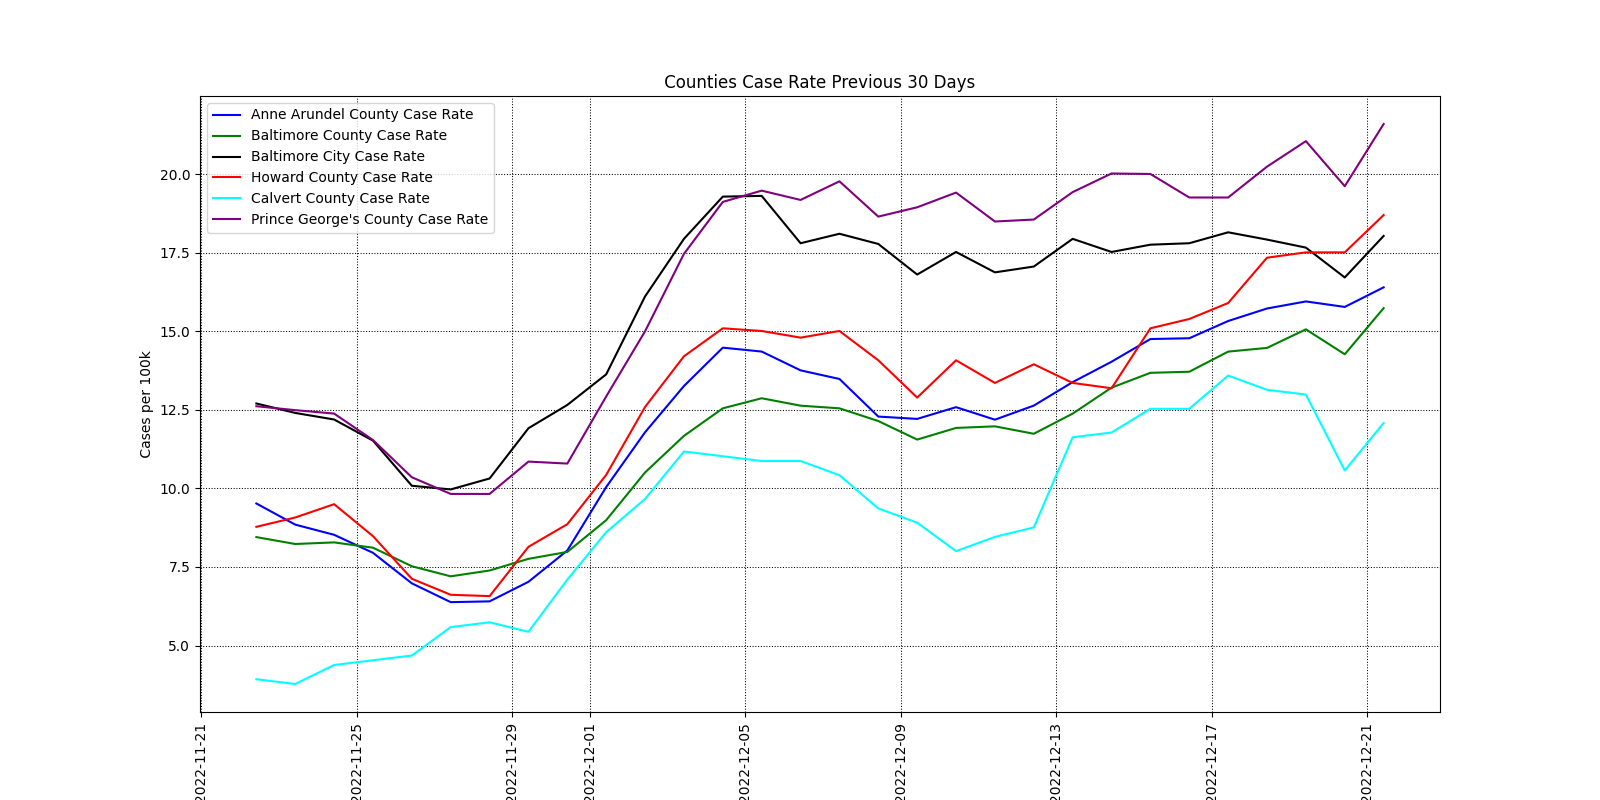 Counties Case Rate Previous 30 Days
Anne Arundel County Case Rate
Baltimore County Case Rate
Baltimore City Case Rate
Howard County Case Rate
Calvert County Case Rate
Prince George's County Case Rate
Cases per 100k
20.0
17.5
15.0
12.5
10.0
7.5
5.0
2022-11-21
2022-11-25
2022-11-29
2022-12-01
2022-12-05
2022-12-09
2022-12-13
2022-12-17
2022-12-21